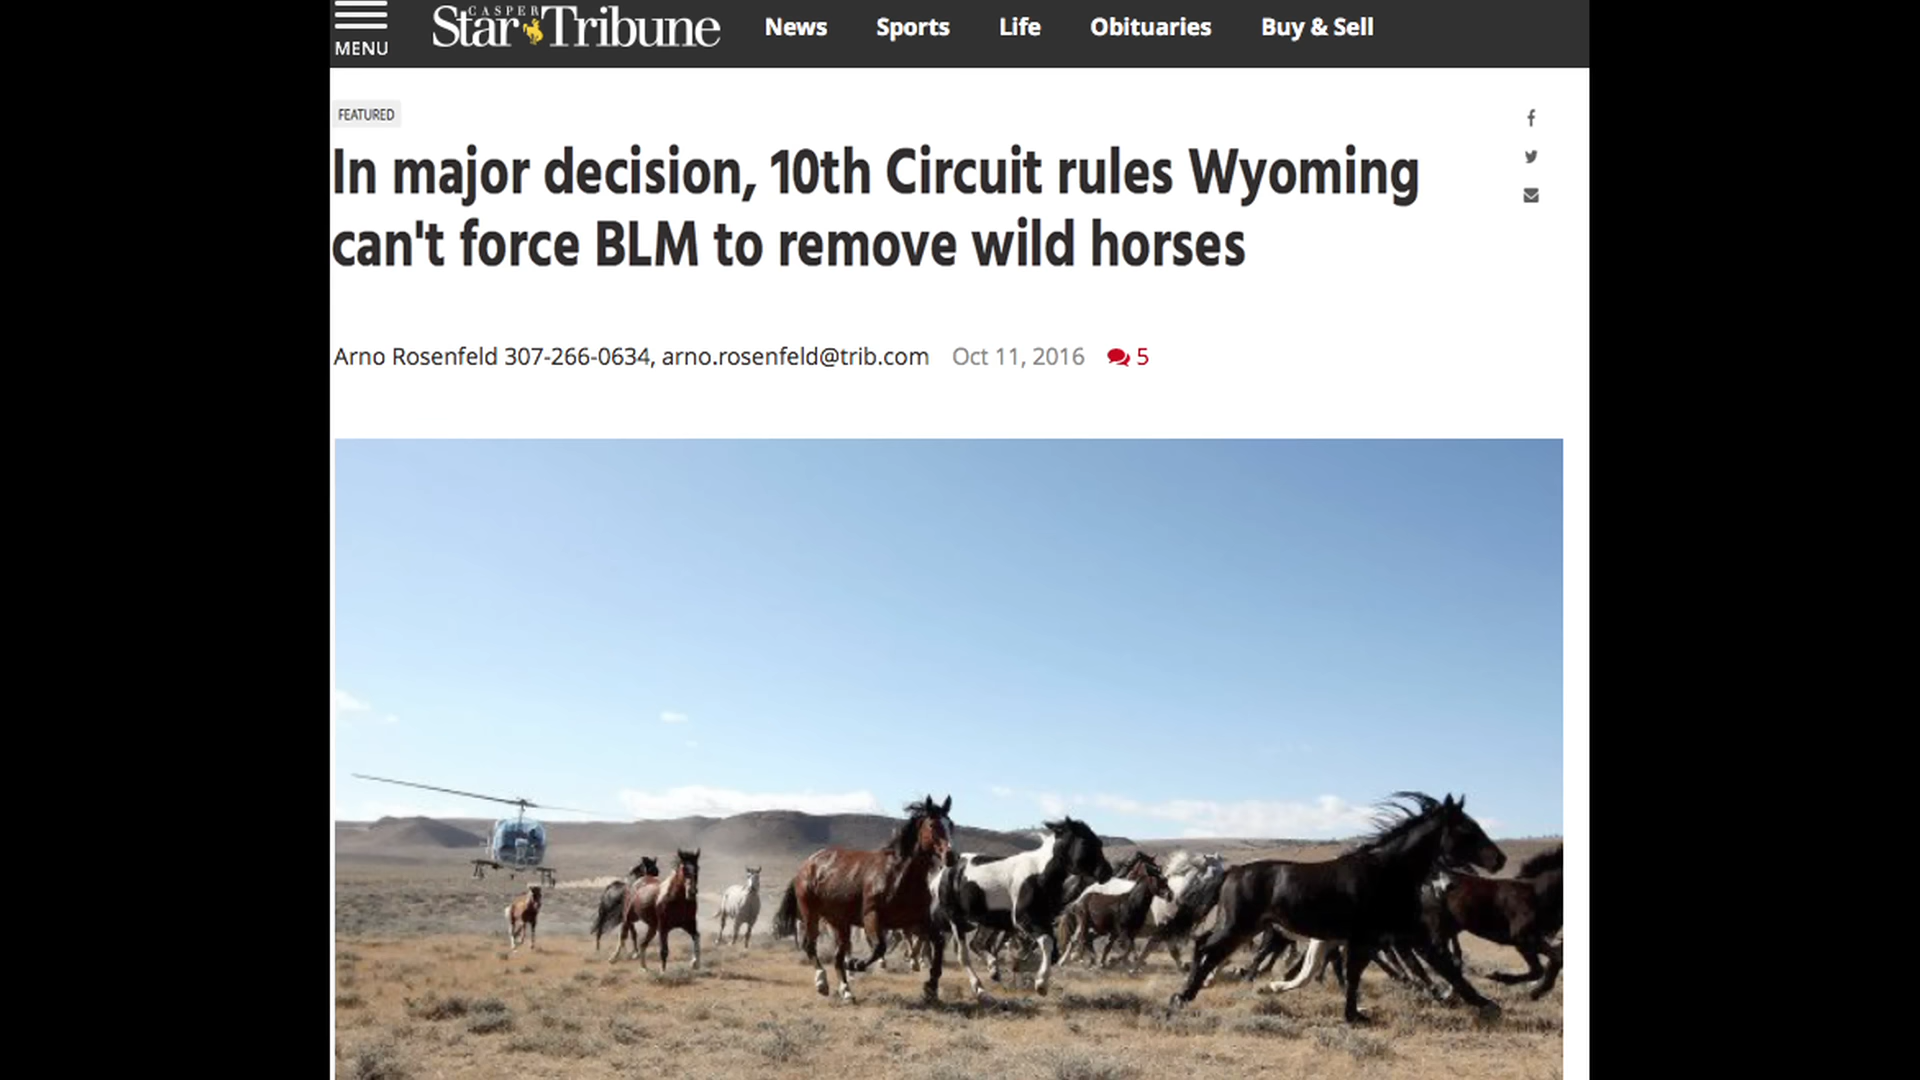 MENU
CASPER
Star Tribune
News
Sports
Life
Obituaries
Buy & Sell
FEATURED
In major decision, 10th Circuit rules Wyoming
can't force BLM to remove wild horses
Arno Rosenfeld 307-266-0634, arno.rosenfeld@trib.com Oct 11, 2016 5